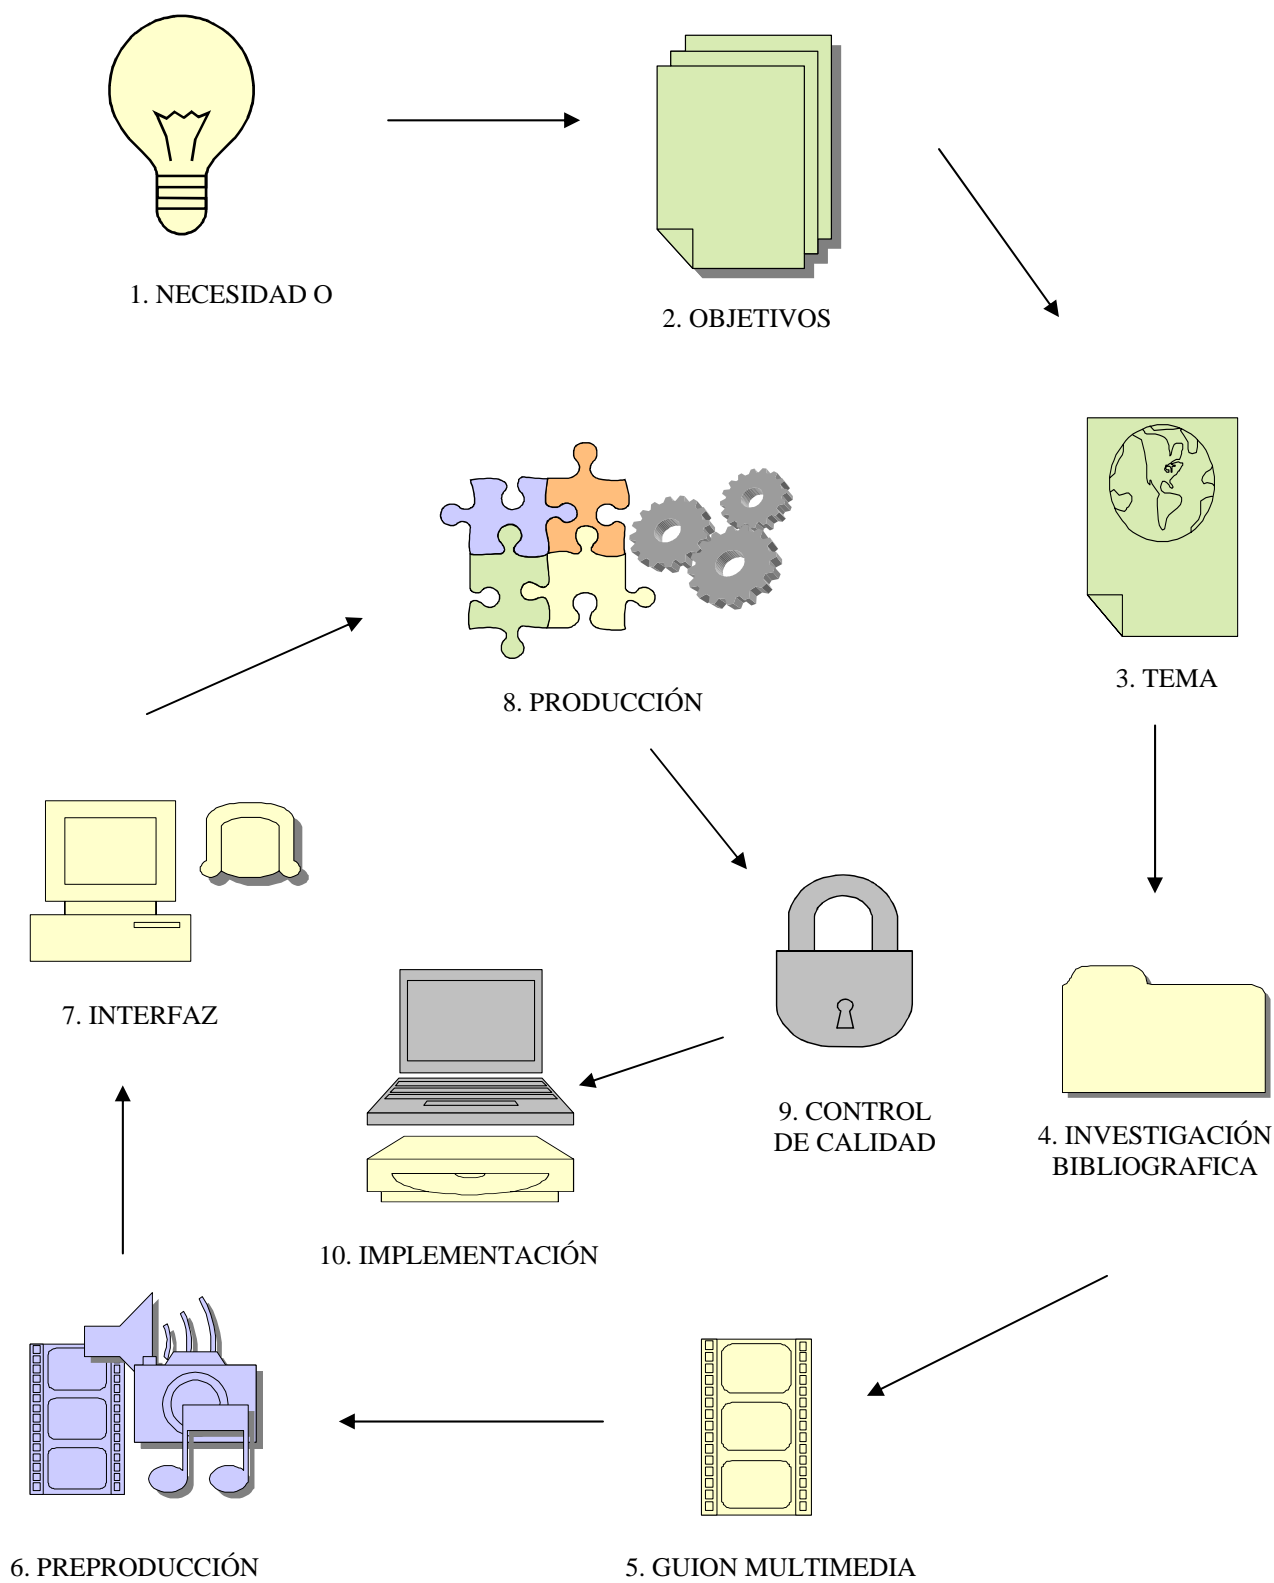 1. NECESIDAD O
2. OBJETIVOS
3. TEMA
4. INVESTIGACIÓN
BIBLIOGRAFICA
5. GUION MULTIMEDIA
6. PREPRODUCCIÓN
7. INTERFAZ
8. PRODUCCIÓN
9. CONTROL
DE CALIDAD
10. IMPLEMENTACIÓN